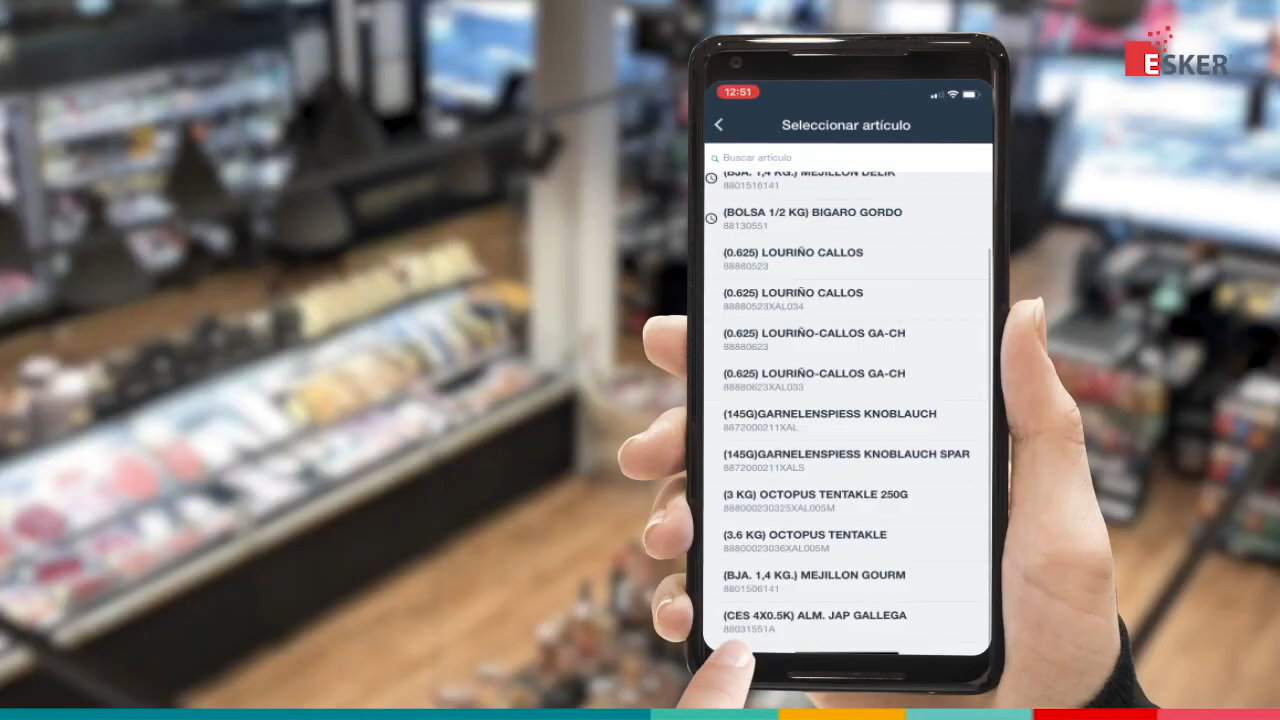 ESKER
12:51
Seleccionar artículo
Buscar artículo
(BJA. 1,4 KG.) MEJILLON DELIK
8801516141
(BOLSA 1/2 KG) BIGARO GORDO
88130551
(0.625) LOURIÑO CALLOS
88880523
(0.625) LOURIÑO CALLOS
88880523XAL034
(0.625) LOURIÑO-CALLOS GA-CH
88880623
(0.625) LOURIÑO-CALLOS GA-CH
88880623XAL033
(145G)GARNELENSPIESS KNOBLAUCH
8872000211XAL
(145G)GARNELENSPIESS KNOBLAUCH SPAR
8872000211XALS
(3 KG) OCTOPUS TENTAKLE 250G
888000230325XAL005M
(3.6 KG) OCTOPUS TENTAKLE
88800023036XAL005M
(BJA. 1,4 KG.) MEJILLON GOURM
8801506141
(CES 4X0.5K) ALM. JAP GALLEGA
88031551A